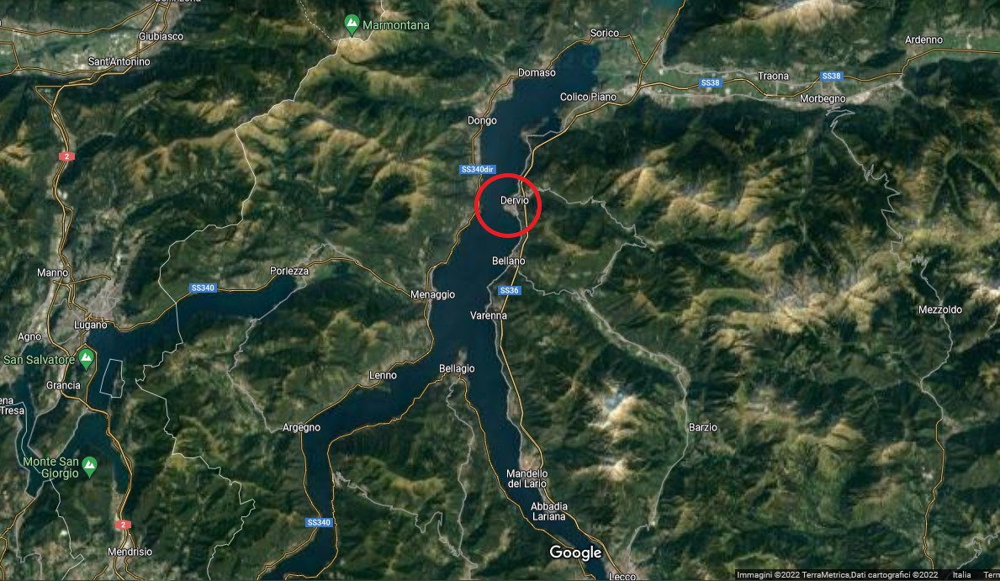 Marmontana
Giubiasco
Sorico
Ardenno
Sant'Antonino
Domaso
Traona
SS38
SS38
Colico Piano
Morbegno
Dongo
2
SS340dir
Dervio
Bellano
Manno
Porlezza
SS340
SS36
Menaggio
Mezzoldo
Varenna
Lugano
Agno
San Salvatore
Bellagio
Lenno
Grancia
Tresa
Argegno
Barzio
Monte San
Giorgio
Mandello
del Lario
Abbadia
Lariana
SS340
2
Mendrisio
Google
Lecco
Immagini ©2022 TerraMetrics,Dati cartografici ©2022 Italia Term